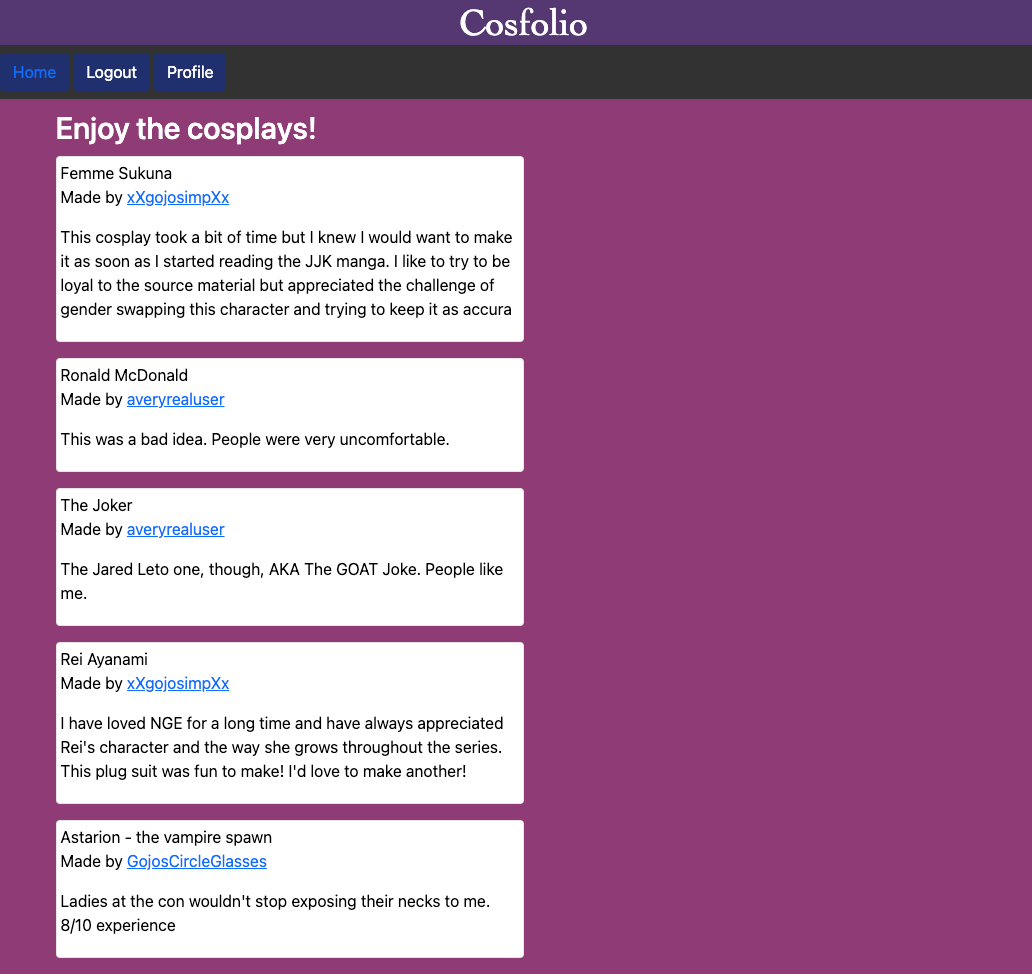 Cosfolio
Home Logout Profile
Enjoy the cosplays!
Femme Sukuna
Made by xXgojosimpXx
This cosplay took a bit of time but I knew I would want to make
it as soon as I started reading the JJK manga. I like to try to be
loyal to the source material but appreciated the challenge of
gender swapping this character and trying to keep it as accura
Ronald McDonald
Made by averyrealuser
This was a bad idea. People were very uncomfortable.
The Joker
Made by averyrealuser
The Jared Leto one, though, AKA The GOAT Joke. People like
me.
Rei Ayanami
Made by xXgojosimpXx
I have loved NGE for a long time and have always appreciated
Rei's character and the way she grows throughout the series.
This plug suit was fun to make! I'd love to make another!
Astarion - the vampire spawn
Made by GojosCircleGlasses
Ladies at the con wouldn't stop exposing their necks to me.
8/10 experience